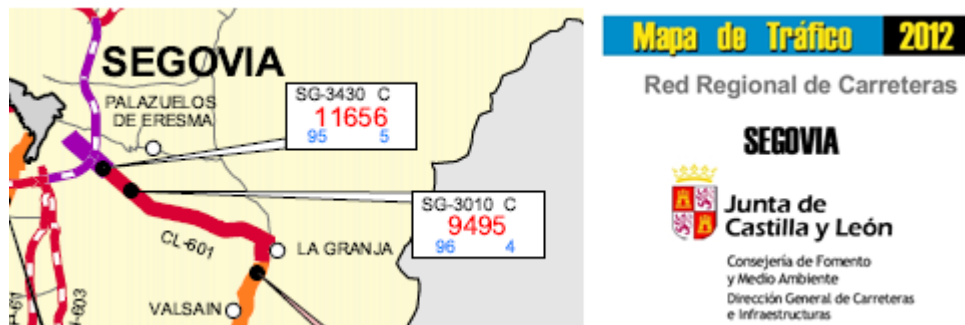 SEGOVIA
PALAZUELOS
DE ERESMA
SG-3430 C
11656
95 5
SG-3010 C
9495
96 4
CL-601
LA GRANJA
VALSAIN
Mapa de Tráfico 2012
Red Regional de Carreteras
SEGOVIA
Junta de
Castilla y León
Consejería de Fomento
y Medio Ambiente
Dirección General de Carreteras
e Infraestructuras